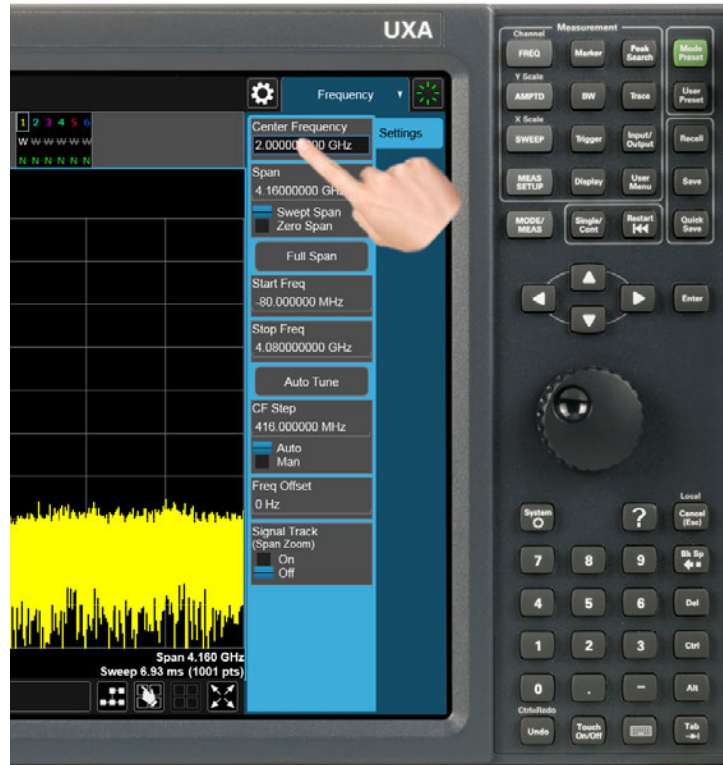 UXA
Frequency
1 2 3 4 5 6
W W W W W W
N N N N N N
Center Frequency
GHz
Settings
Span
4.16000000
Swept Span
Zero Span
Full Span
Start Freq
-80.000000 MHz
Stop Freq
4.080000000 GHz
Auto Tune
CF Step
416.000000 MHz
Auto
Man
Freq Offset
0 Hz
Signal Track
(Span Zoom)
On
Off
Span 4.160 GHz
Sweep 6.93 ms (1001 pts)
Channel
Measurement
FREQ
Marker
Peak
Search
Mode
Preset
Y Scale
AMPTD
BW
Trace
User
Preset
X Scale
SWEEP
Trigger
Input/
Output
Recall
MEAS
SETUP
Display
User
Menu
Save
MODE/
MEAS
Single/
Cont
Restart
Quick
Save
Enter
Local
System
?
Cancel
(Esc)
7
8
9
Bk Sp
4
5
6
Del
1
2
3
Ctrl
0
.
-
Alt
Ctrl+Redo
Undo
Touch
On/Off
Tab